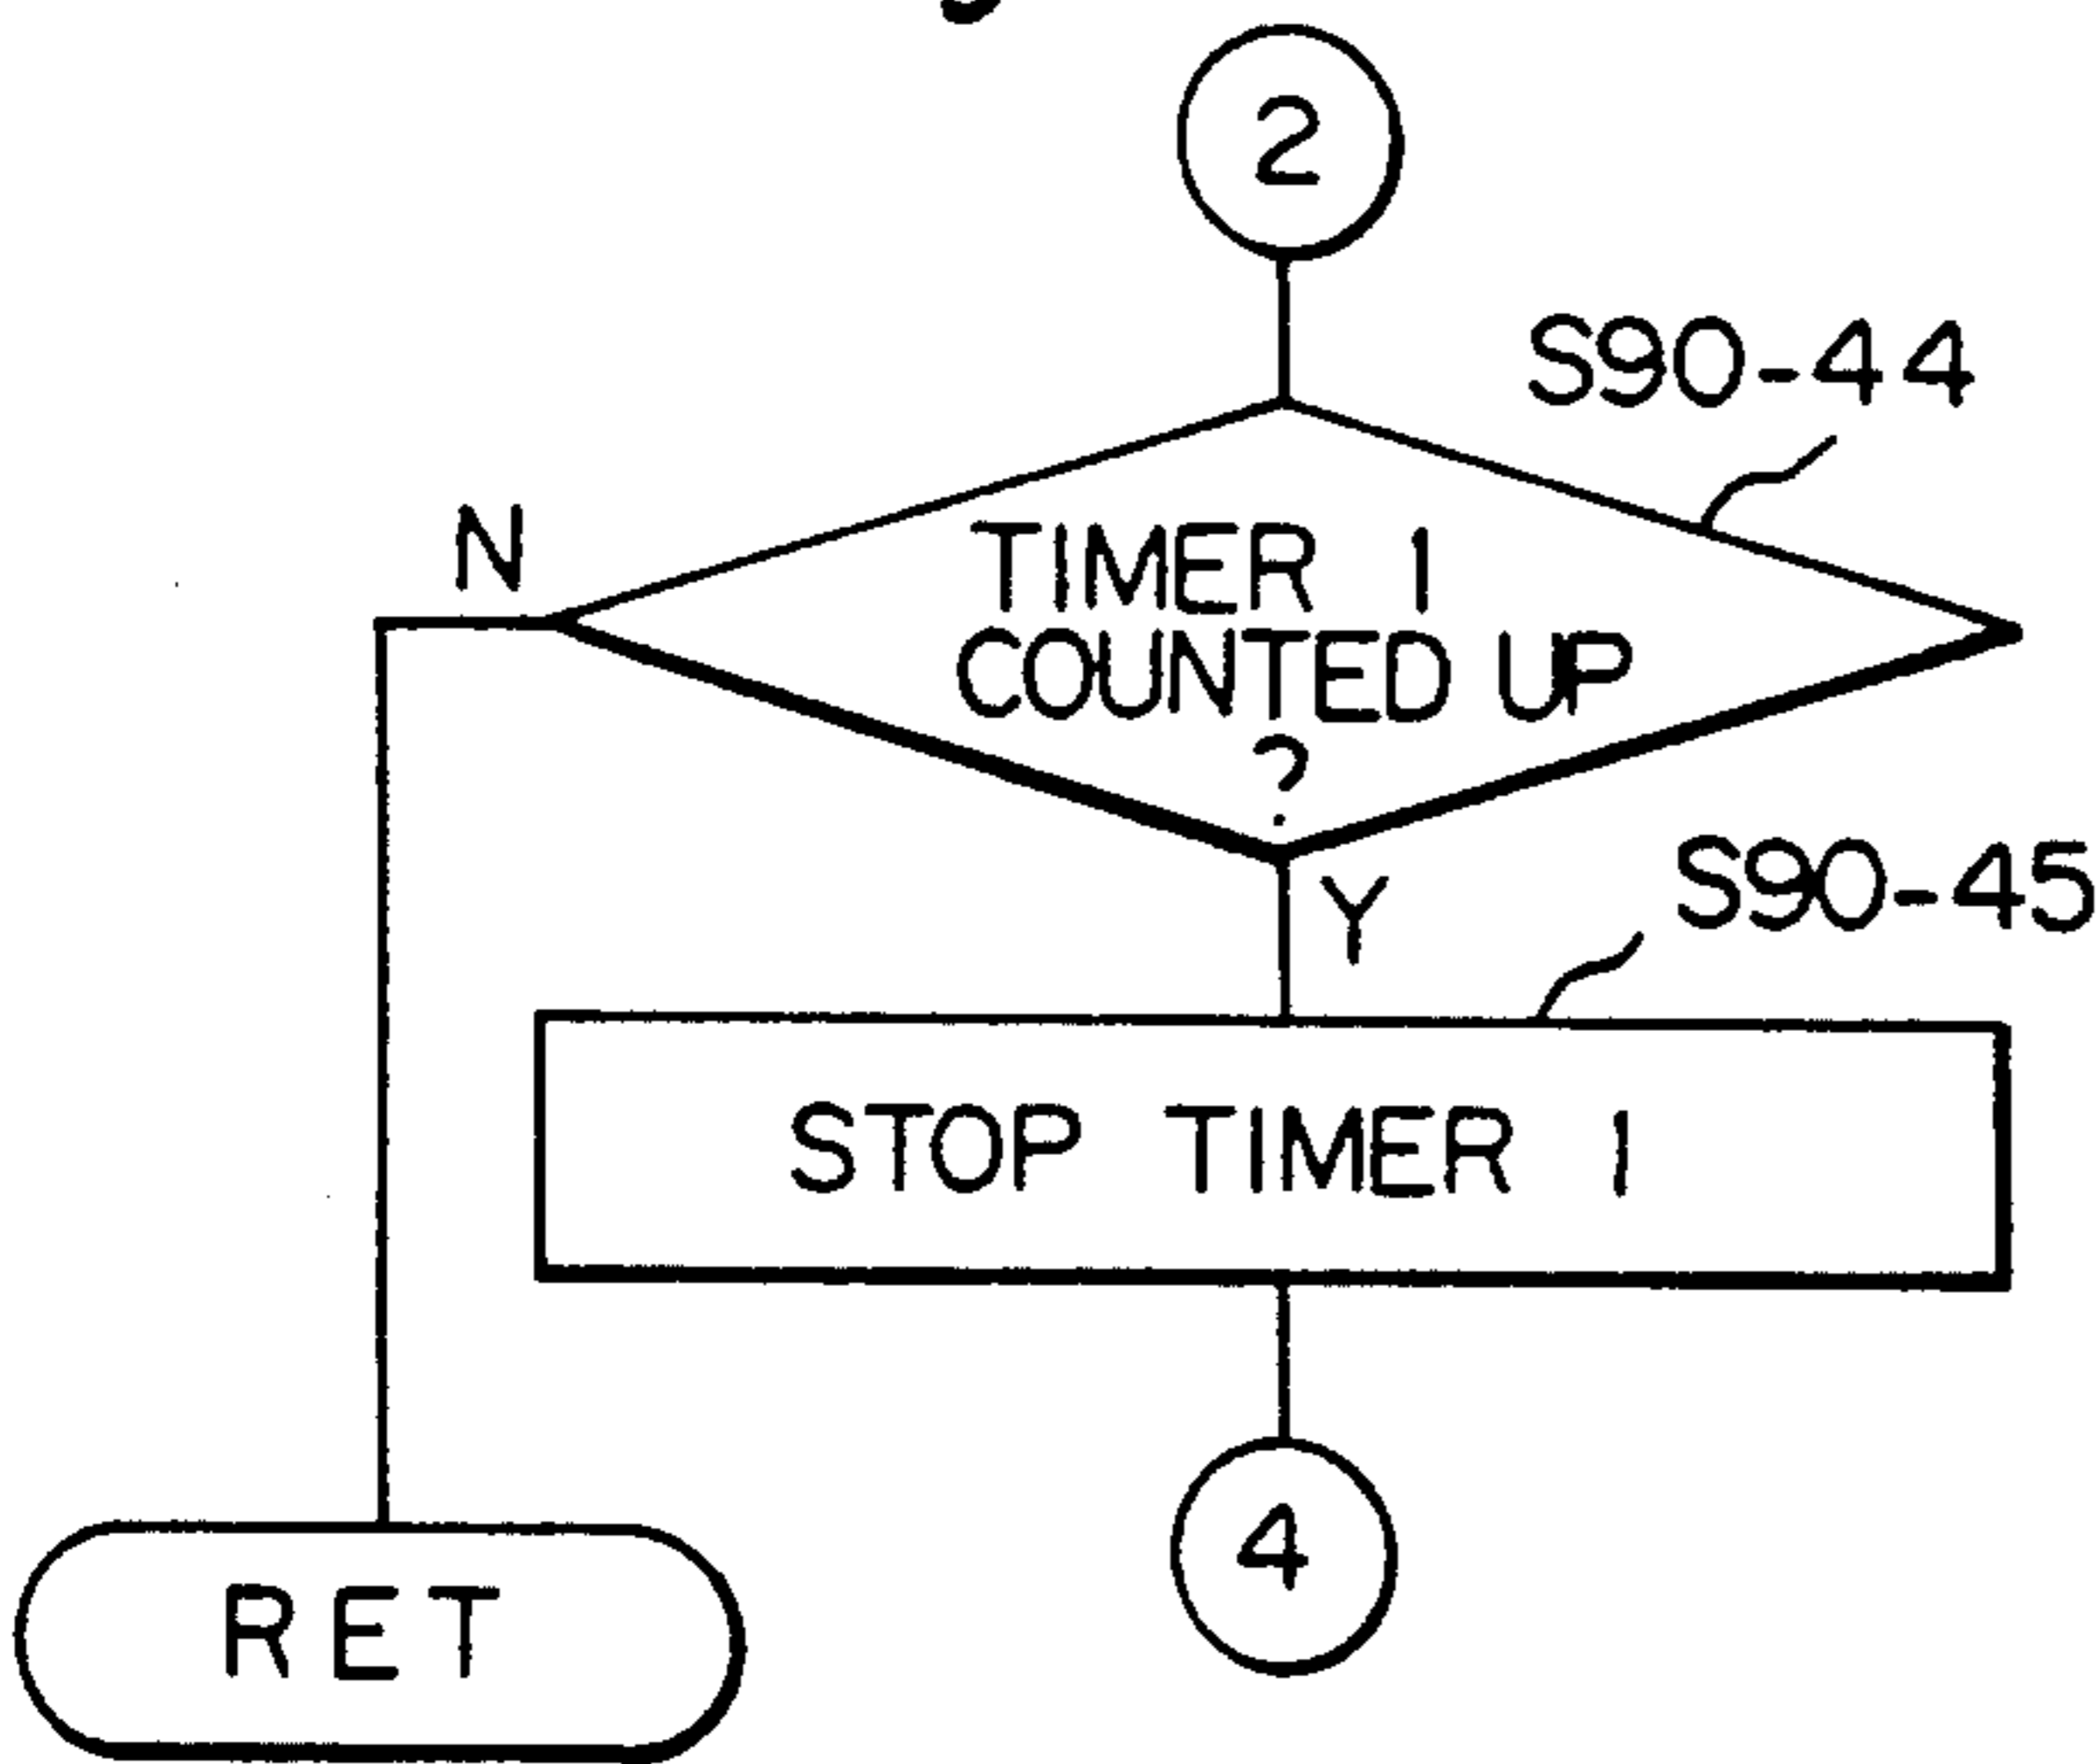 2
S90-44
N
TIMER 1
COUNTED UP
?
Y
S90-45
STOP TIMER 1
4
RET